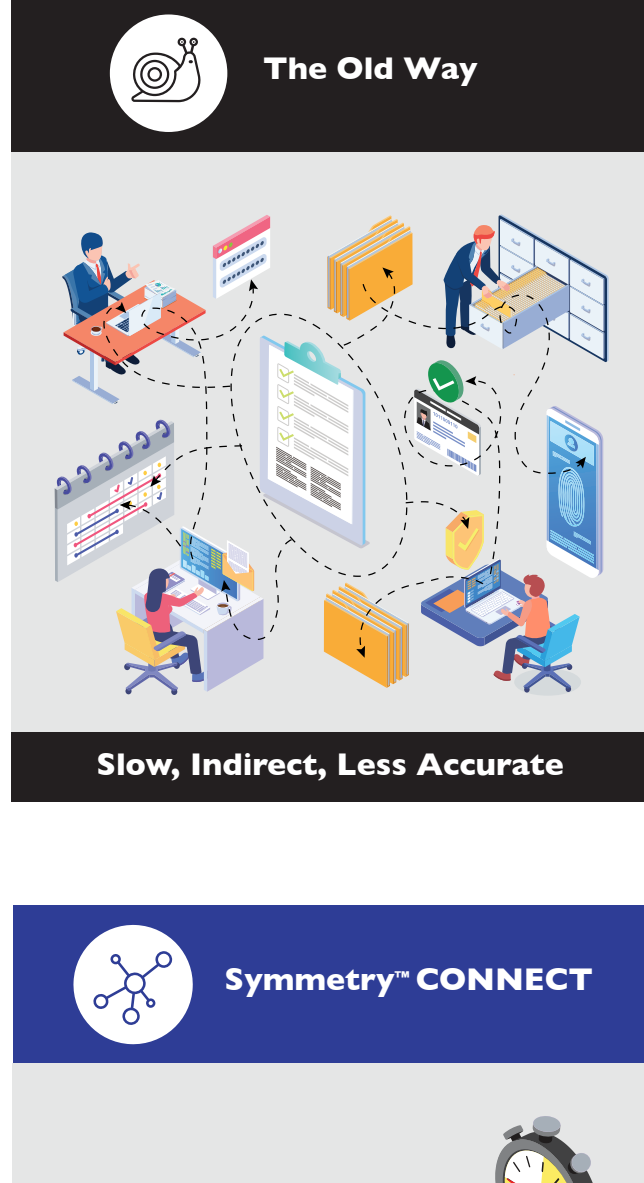 The Old Way
Slow, Indirect, Less Accurate
Symmetry™ CONNECT